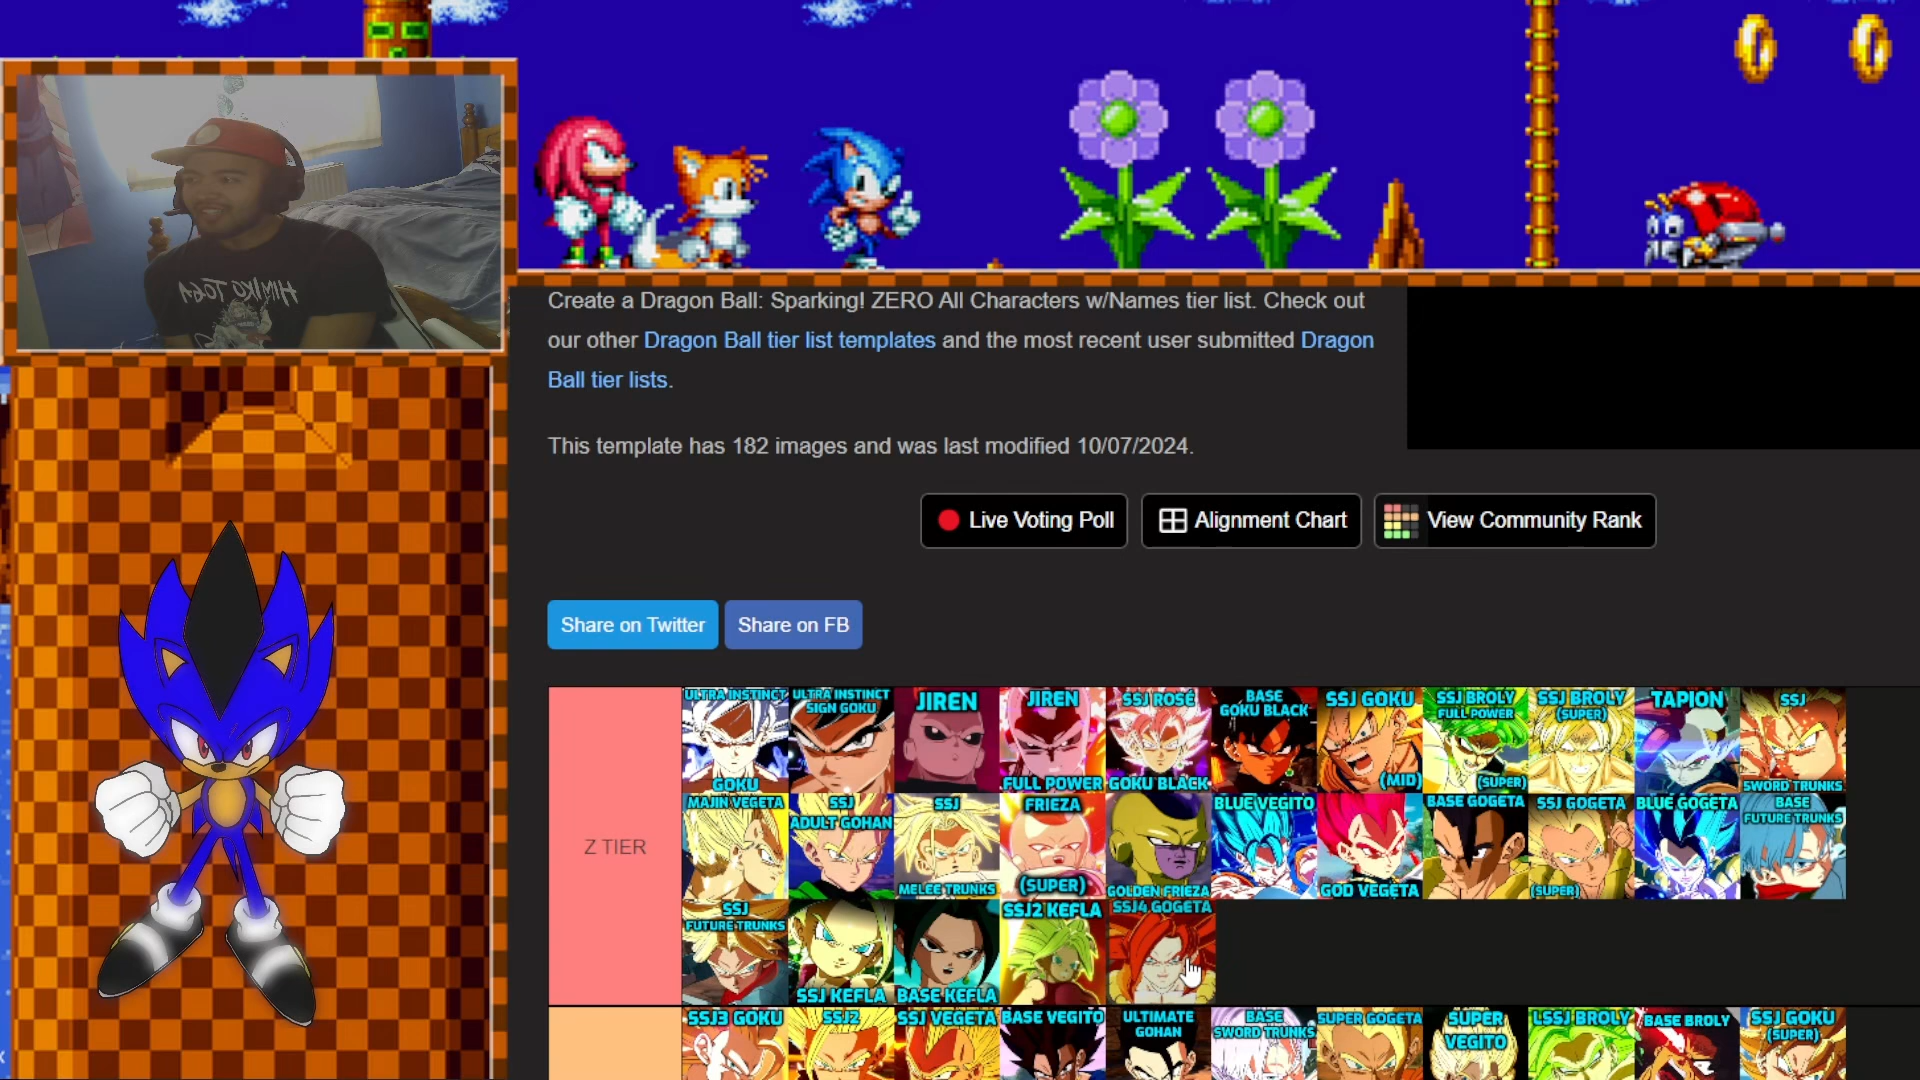 HIMIKO TOGA
Create a Dragon Ball: Sparking! ZERO All Characters w/Names tier list. Check out
our other Dragon Ball tier list templates and the most recent user submitted Dragon
Ball tier lists.
This template has 182 images and was last modified 10/07/2024.
Live Voting Poll
Alignment Chart
View Community Rank
Share on Twitter
Share on FB
Z TIER
ULTRA INSTINCT
GOKU
ULTRA INSTINCT
SIGN GOKU
JIREN
JIREN
FULL POWER
SSJ ROSE
GOKU BLACK
BASE
GOKU BLACK
SSJ GOKU
(MID)
SSJ BROLY
FULL POWER
(SUPER)
SSJ BROLY
(SUPER)
TAPION
SSJ
SWORD TRUNKS
MAJIN VEGETA
SSJ
ADULT GOHAN
SSJ
MELEE TRUNKS
FRIEZA
(SUPER)
GOLDEN FRIEZA
BLUE VEGITO
GOD VEGETA
BASE GOGETA
SSJ GOGETA
(SUPER)
BLUE GOGETA
BASE
FUTURE TRUNKS
SSJ
FUTURE TRUNKS
SSJ KEFLA
BASE KEFLA
SSJ2 KEFLA
SSJ4 GOGETA
SSJ3 GOKU
SSJ2
SSJ VEGETA
BASE VEGITO
ULTIMATE
GOHAN
BASE
SWORD TRUNKS
SUPER GOGETA
SUPER
VEGITO
LSSJ BROLY
BASE BROLY
SSJ GOKU
(SUPER)